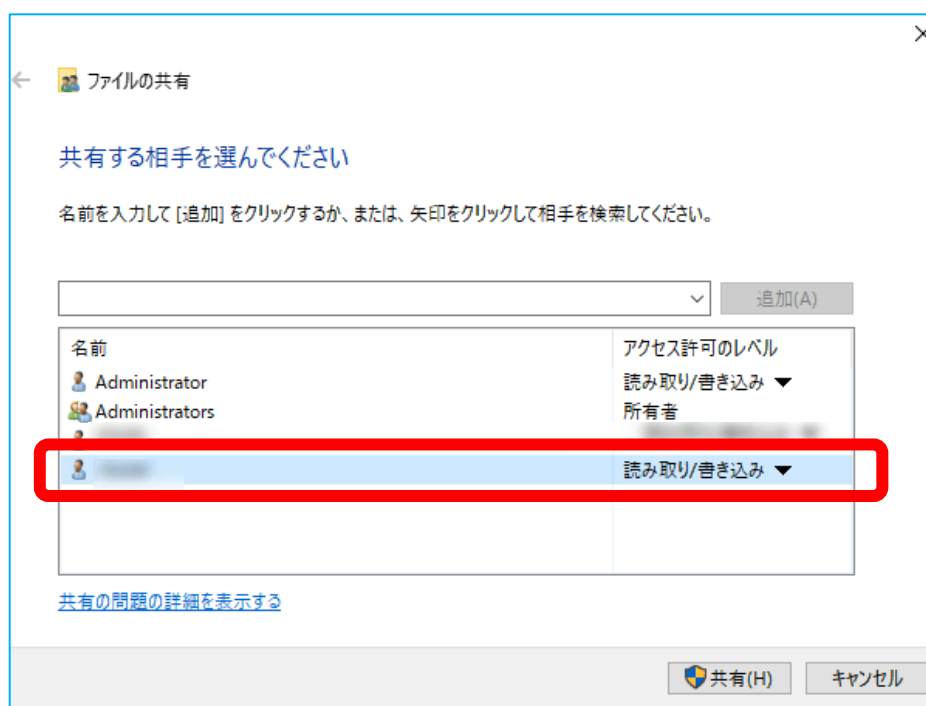 ファイルの共有
共有する相手を選んでください
名前を入力して [追加] をクリックするか、または、矢印をクリックして相手を検索してください。
追加(A)
名前 アクセス許可のレベル
Administrator 読み取り/書き込み
Administrators 所有者
読み取り/書き込み
共有の問題の詳細を表示する
共有(H) キャンセル